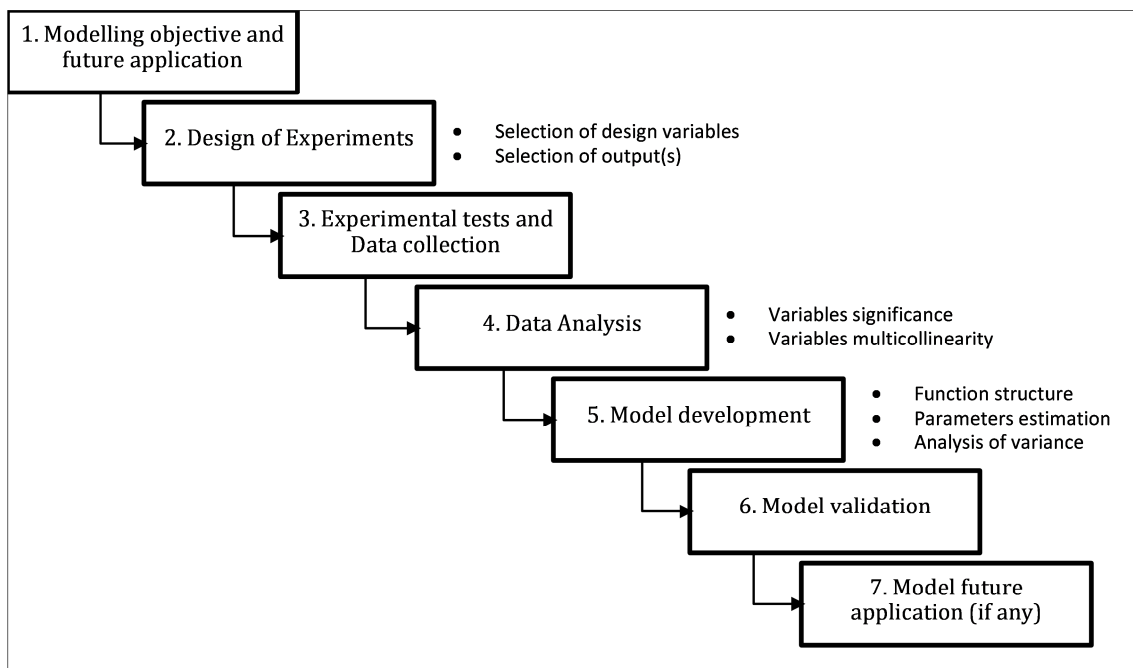 1. Modelling objective and
future application
2. Design of Experiments
• Selection of design variables
• Selection of output(s)
3. Experimental tests and
Data collection
4. Data Analysis
• Variables significance
• Variables multicollinearity
5. Model development
• Function structure
• Parameters estimation
• Analysis of variance
6. Model validation
7. Model future
application (if any)